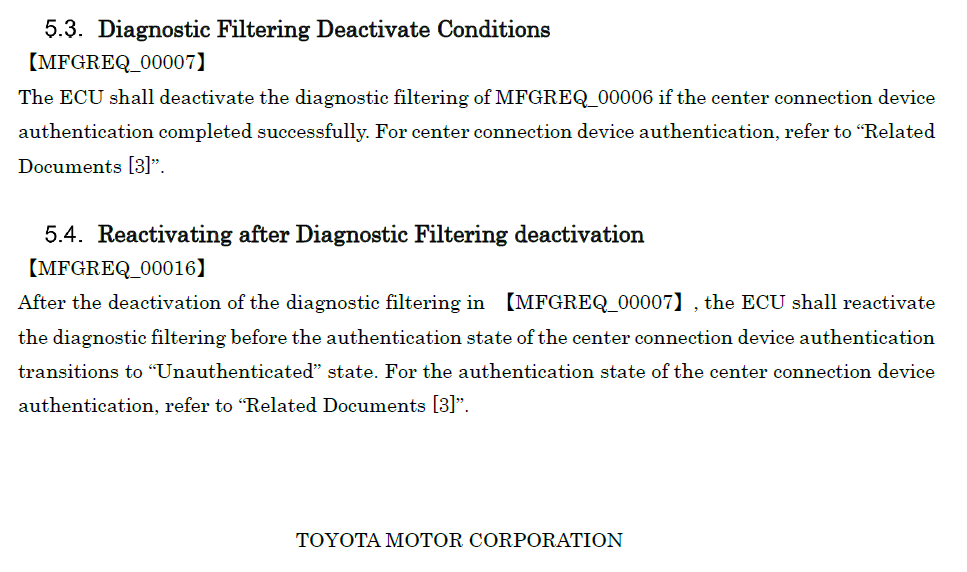 5.3. Diagnostic Filtering Deactivate Conditions
【MFGREQ_00007】
The ECU shall deactivate the diagnostic filtering of MFGREQ_00006 if the center connection device
authentication completed successfully. For center connection device authentication, refer to “Related
Documents [3]”.
5.4. Reactivating after Diagnostic Filtering deactivation
【MFGREQ_00016】
After the deactivation of the diagnostic filtering in 【MFGREQ_00007】, the ECU shall reactivate
the diagnostic filtering before the authentication state of the center connection device authentication
transitions to “Unauthenticated” state. For the authentication state of the center connection device
authentication, refer to “Related Documents [3]”.
TOYOTA MOTOR CORPORATION